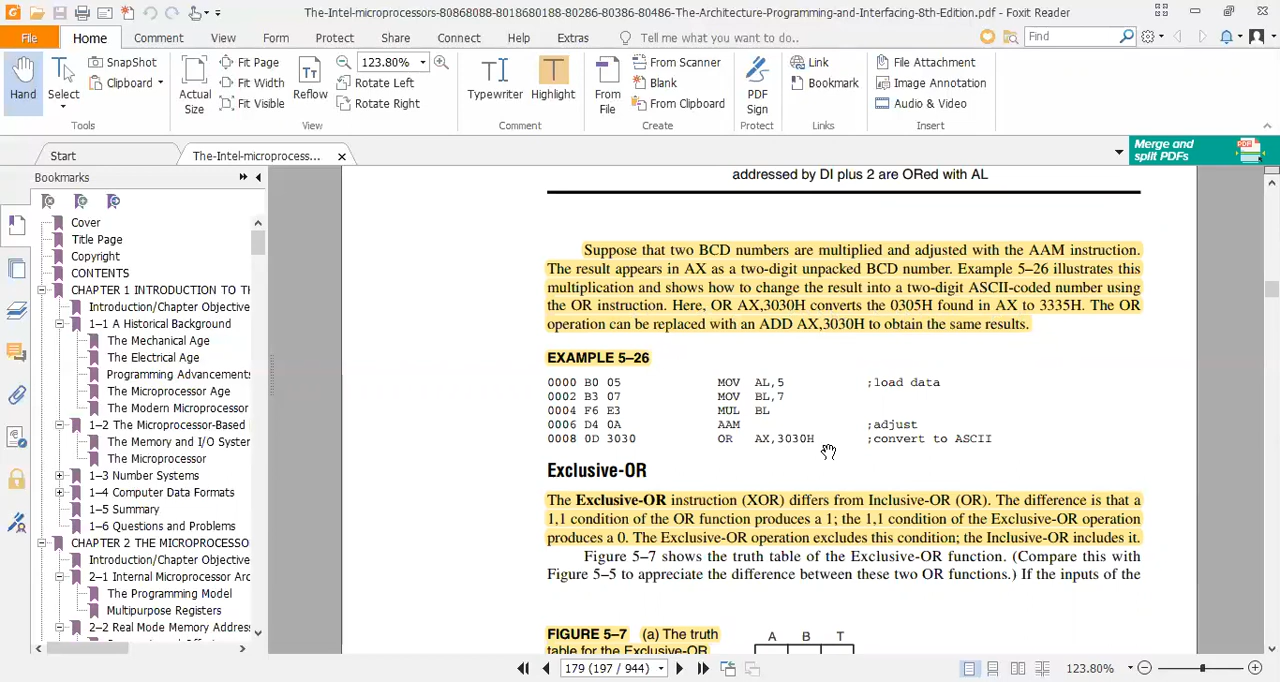 The-Intel-microprocessors-80868088-8018680188-80286-80386-80486-The-Architecture-Programming-and-Interfacing-8th-Edition.pdf - Foxit Reader
File Home Comment View Form Protect Share Connect Help Extras Tell me what you want to do.. Find
Hand
Select
SnapShot
Clipboard
Tools
Actual Size
Fit Page
Fit Width
Fit Visible
Reflow
123.80%
Rotate Left
Rotate Right
View
Typewriter
Highlight
Comment
From File
From Scanner
Blank
From Clipboard
Create
PDF Sign
Protect
Link
Bookmark
Links
File Attachment
Image Annotation
Audio & Video
Insert
Start
The-Intel-microprocess...
Merge and
split PDFs
Bookmarks
Cover
Title Page
Copyright
CONTENTS
CHAPTER 1 INTRODUCTION TO TH
Introduction/Chapter Objective
1–1 A Historical Background
The Mechanical Age
The Electrical Age
Programming Advancements
The Microprocessor Age
The Modern Microprocessor
1–2 The Microprocessor-Based
The Memory and I/O System
The Microprocessor
1–3 Number Systems
1–4 Computer Data Formats
1–5 Summary
1–6 Questions and Problems
CHAPTER 2 THE MICROPROCESSO
Introduction/Chapter Objective
2–1 Internal Microprocessor Arc
The Programming Model
Multipurpose Registers
2–2 Real Mode Memory Address
addressed by DI plus 2 are ORed with AL
Suppose that two BCD numbers are multiplied and adjusted with the AAM instruction.
The result appears in AX as a two-digit unpacked BCD number. Example 5–26 illustrates this
multiplication and shows how to change the result into a two-digit ASCII-coded number using
the OR instruction. Here, OR AX,3030H converts the 0305H found in AX to 3335H. The OR
operation can be replaced with an ADD AX,3030H to obtain the same results.
EXAMPLE 5–26
0000 B0 05 MOV AL,5 ;load data
0002 B3 07 MOV BL,7
0004 F6 E3 MUL BL
0006 D4 0A AAM ;adjust
0008 0D 3030 OR AX,3030H ;convert to ASCII
Exclusive-OR
The Exclusive-OR instruction (XOR) differs from Inclusive-OR (OR). The difference is that a
1,1 condition of the OR function produces a 1; the 1,1 condition of the Exclusive-OR operation
produces a 0. The Exclusive-OR operation excludes this condition; the Inclusive-OR includes it.
Figure 5–7 shows the truth table of the Exclusive-OR function. (Compare this with
Figure 5–5 to appreciate the difference between these two OR functions.) If the inputs of the
FIGURE 5–7 (a) The truth
table for the Exclusive-OR
A B T
179 (197 / 944)
123.80%